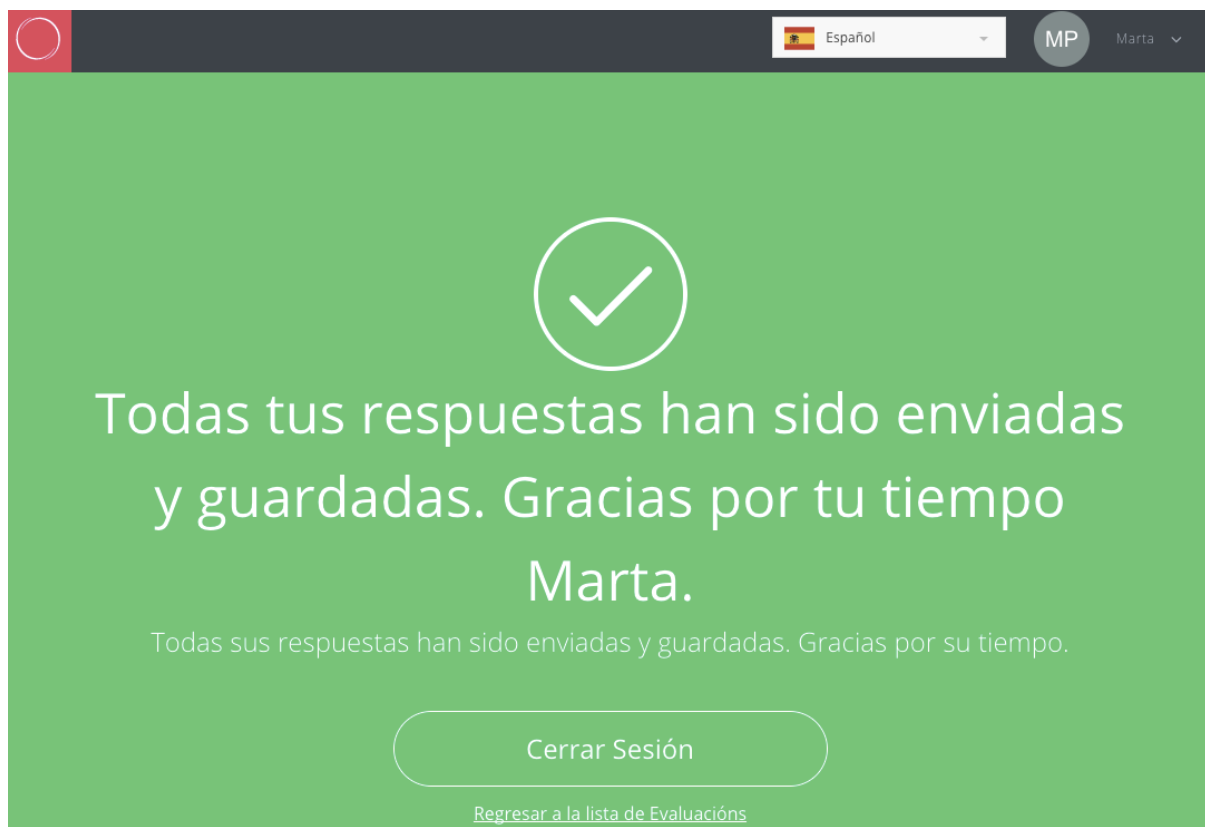 Español
MP
Marta
Todas tus respuestas han sido enviadas
y guardadas. Gracias por tu tiempo
Marta.
Todas sus respuestas han sido enviadas y guardadas. Gracias por su tiempo.
Cerrar Sesión
Regresar a la lista de Evaluacións